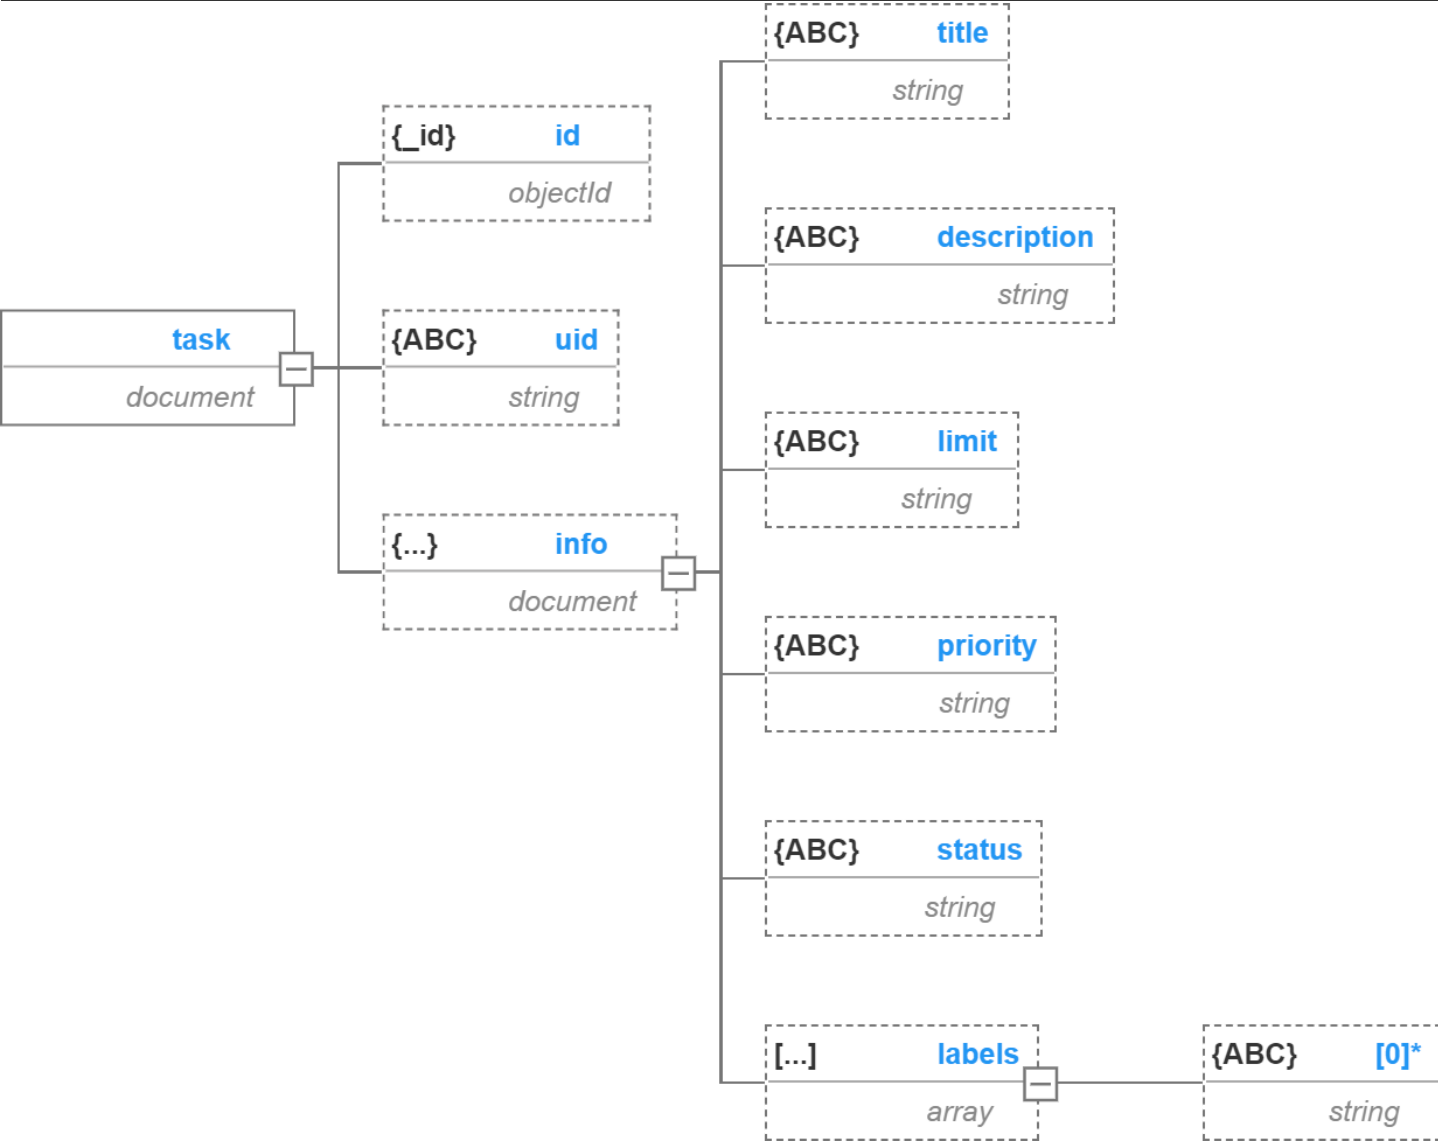 {ABC} title
string
{_id} id
objectId
{ABC} description
string
task
document
{ABC} uid
string
{ABC} limit
string
{...} info
document
{ABC} priority
string
{ABC} status
string
[...] labels
array
{ABC} [0]*
string